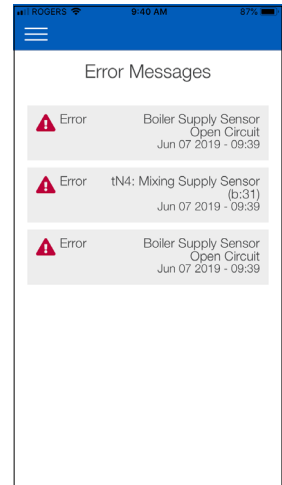 ROGERS 9:40 AM 87%
Error Messages
Error Boiler Supply Sensor
Open Circuit
Jun 07 2019 - 09:39
Error tN4: Mixing Supply Sensor
(b:31)
Jun 07 2019 - 09:39
Error Boiler Supply Sensor
Open Circuit
Jun 07 2019 - 09:39